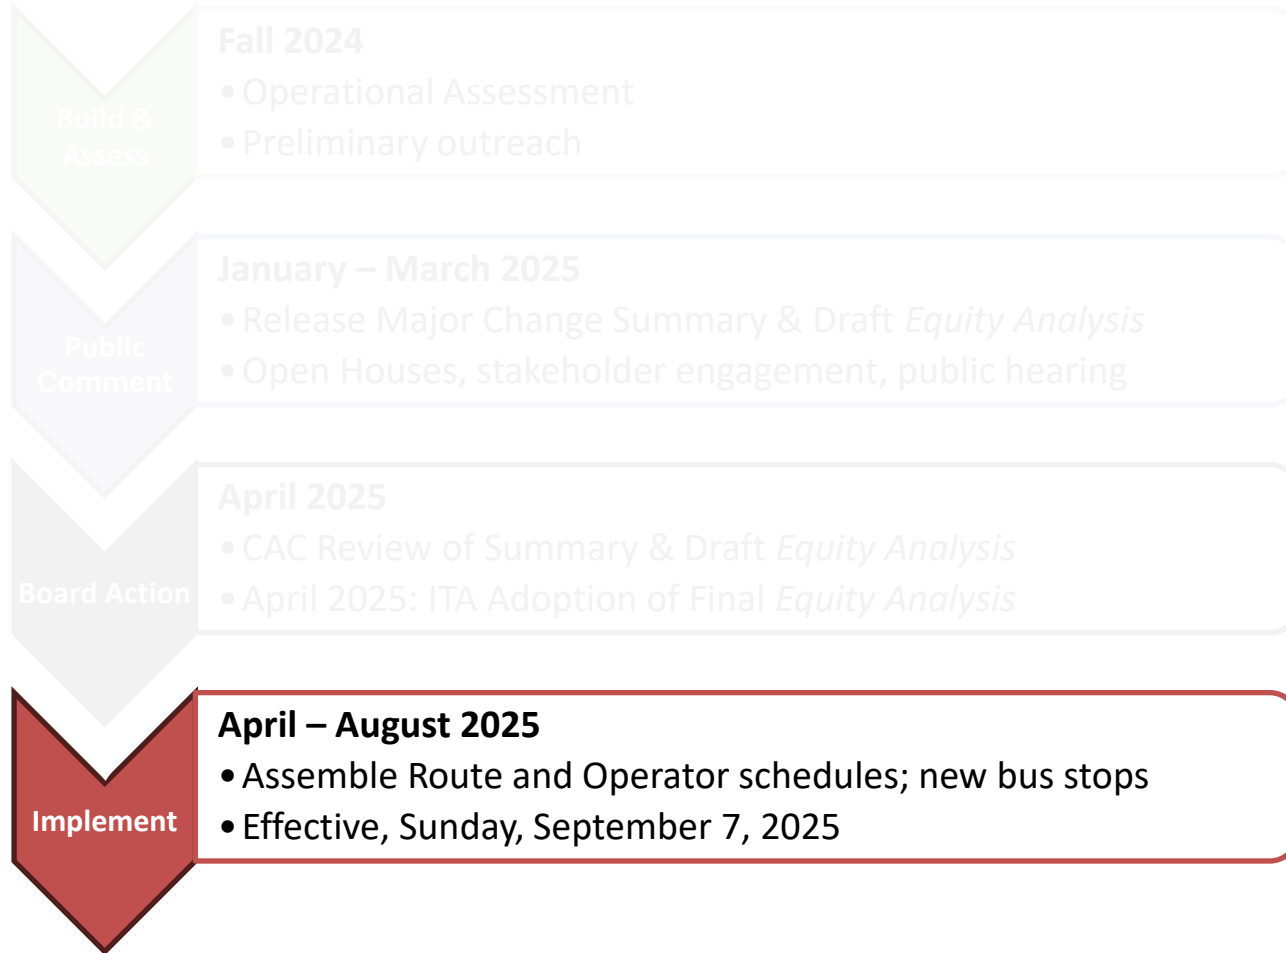 Build &
Assess
Fall 2024
• Operational Assessment
• Preliminary outreach
Public
Comment
January – March 2025
• Release Major Change Summary & Draft Equity Analysis
• Open Houses, stakeholder engagement, public hearing
Board Action
April 2025
• CAC Review of Summary & Draft Equity Analysis
• April 2025: ITA Adoption of Final Equity Analysis
Implement
April – August 2025
• Assemble Route and Operator schedules; new bus stops
• Effective, Sunday, September 7, 2025